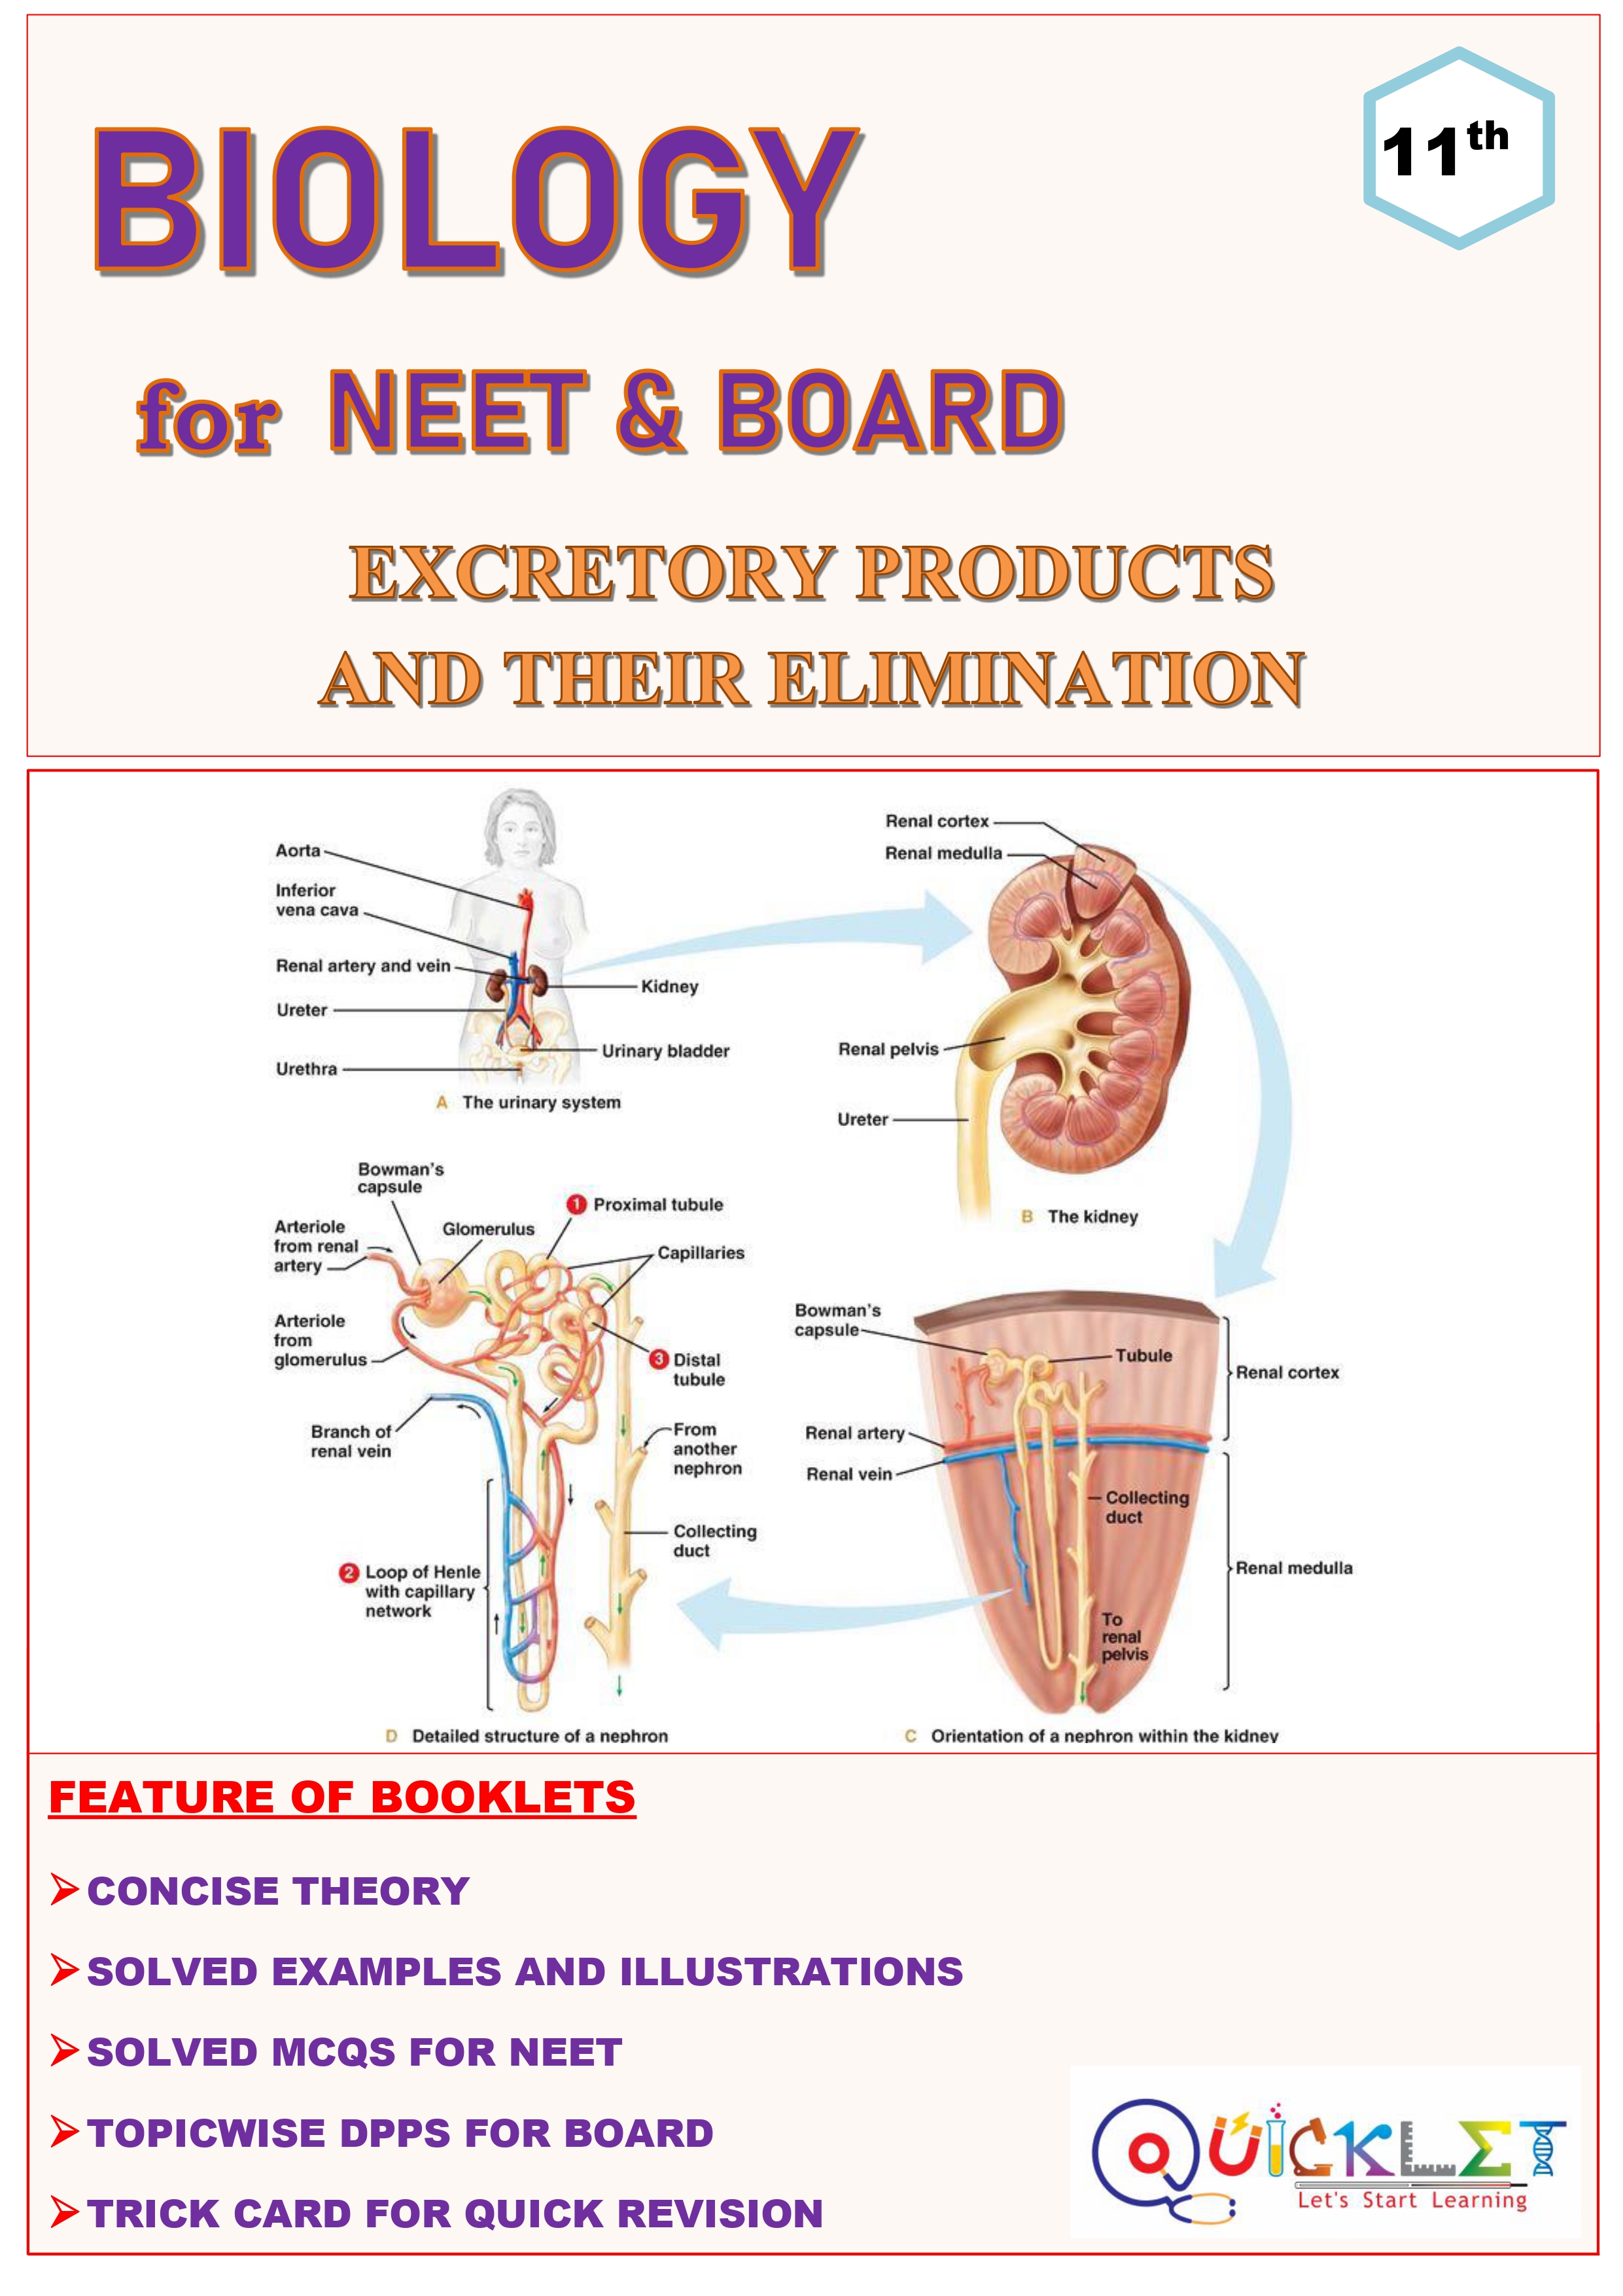 11th
BIOLOGY
for NEET & BOARD
EXCRETORY PRODUCTS
AND THEIR ELIMINATION
Aorta
Inferior
vena cava
Renal artery and vein
Ureter
Urethra
Kidney
Urinary bladder
A The urinary system
Renal cortex
Renal medulla
Renal pelvis
Ureter
B The kidney
Bowman's
capsule
Arteriole
from renal
artery
Glomerulus
1 Proximal tubule
Capillaries
Arteriole
from
glomerulus
3 Distal
tubule
Branch of
renal vein
From
another
nephron
Collecting
duct
2 Loop of Henle
with capillary
network
D Detailed structure of a nephron
Bowman's
capsule
Tubule
Renal cortex
Renal artery
Renal vein
Collecting
duct
Renal medulla
To
renal
pelvis
C Orientation of a nephron within the kidney
FEATURE OF BOOKLETS
CONCISE THEORY
SOLVED EXAMPLES AND ILLUSTRATIONS
SOLVED MCQS FOR NEET
TOPICWISE DPPS FOR BOARD
TRICK CARD FOR QUICK REVISION
QUICKLET
Let's Start Learning